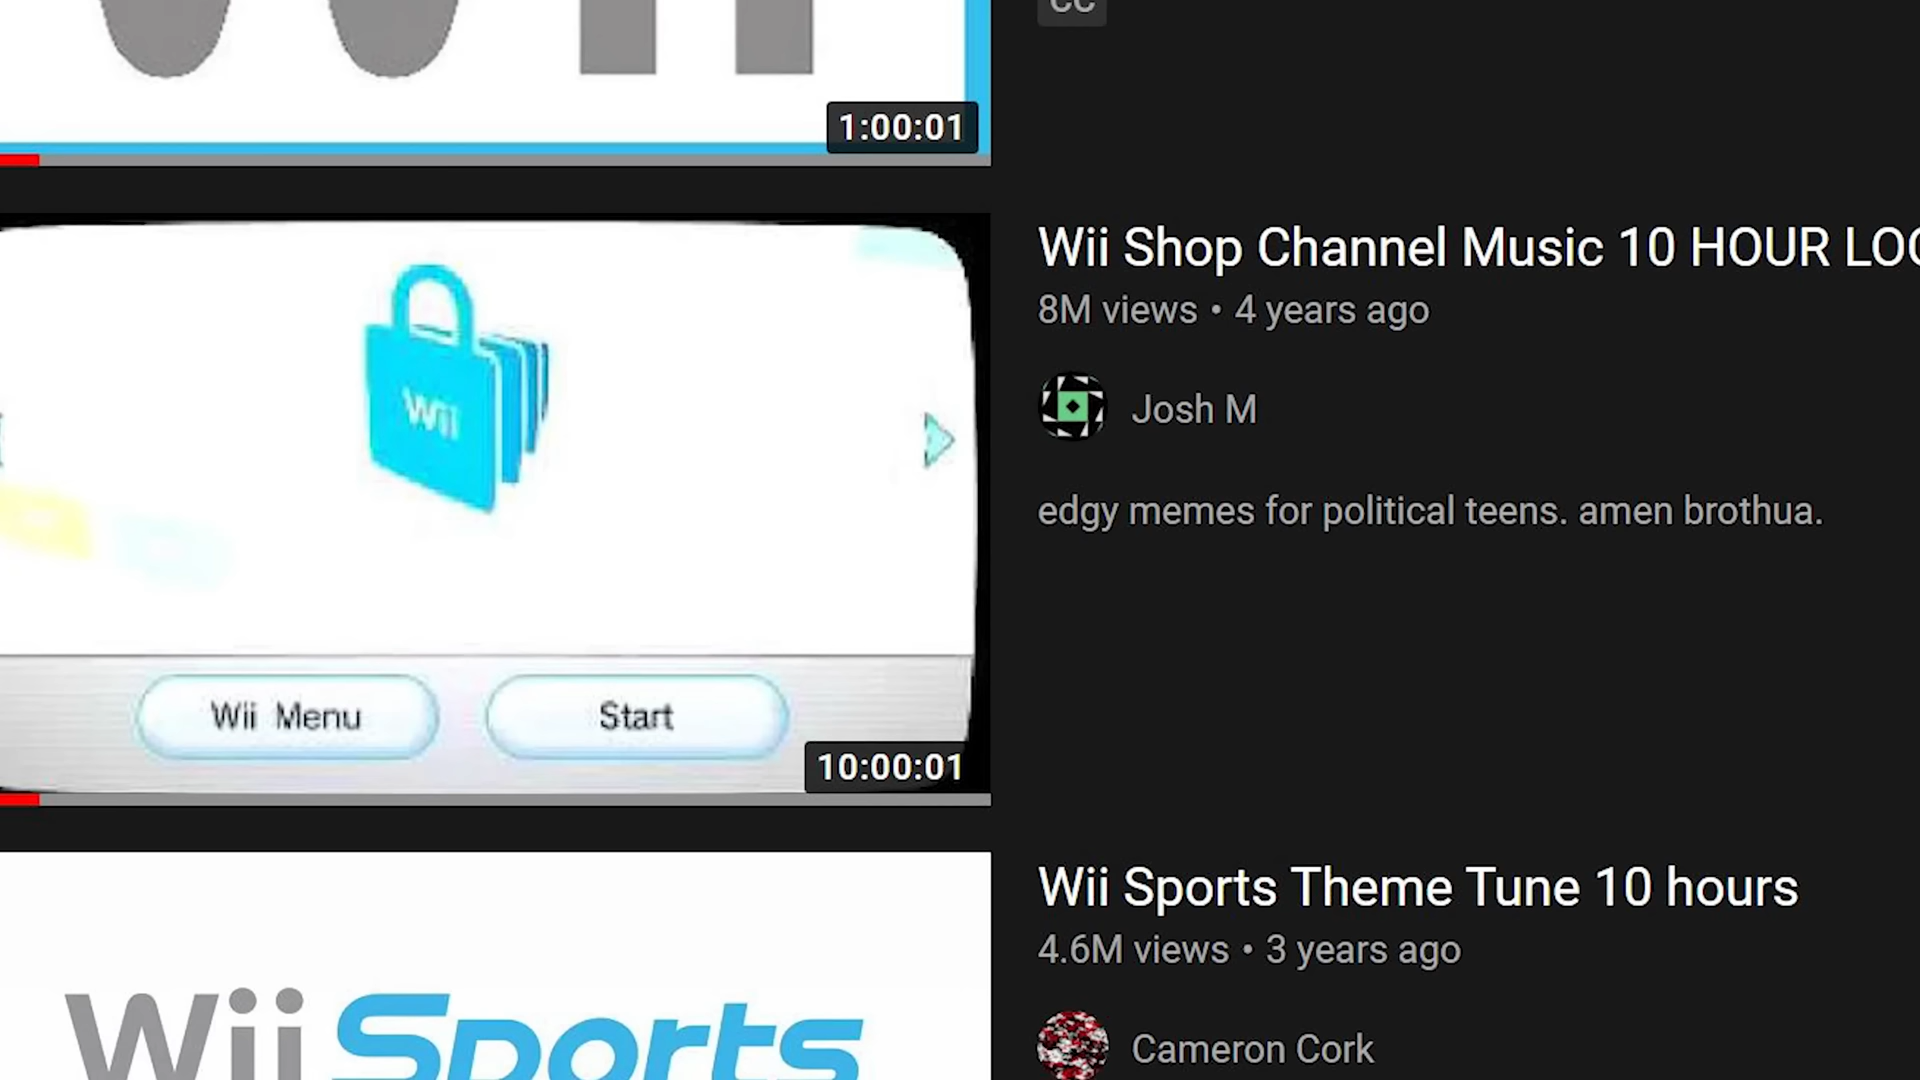 CC
1:00:01
Wii Shop Channel Music 10 HOUR LOO
8M views • 4 years ago
Wii
Josh M
edgy memes for political teens. amen brothua.
Wii Menu
Start
10:00:01
Wii Sports Theme Tune 10 hours
4.6M views • 3 years ago
Wii Sports
Cameron Cork